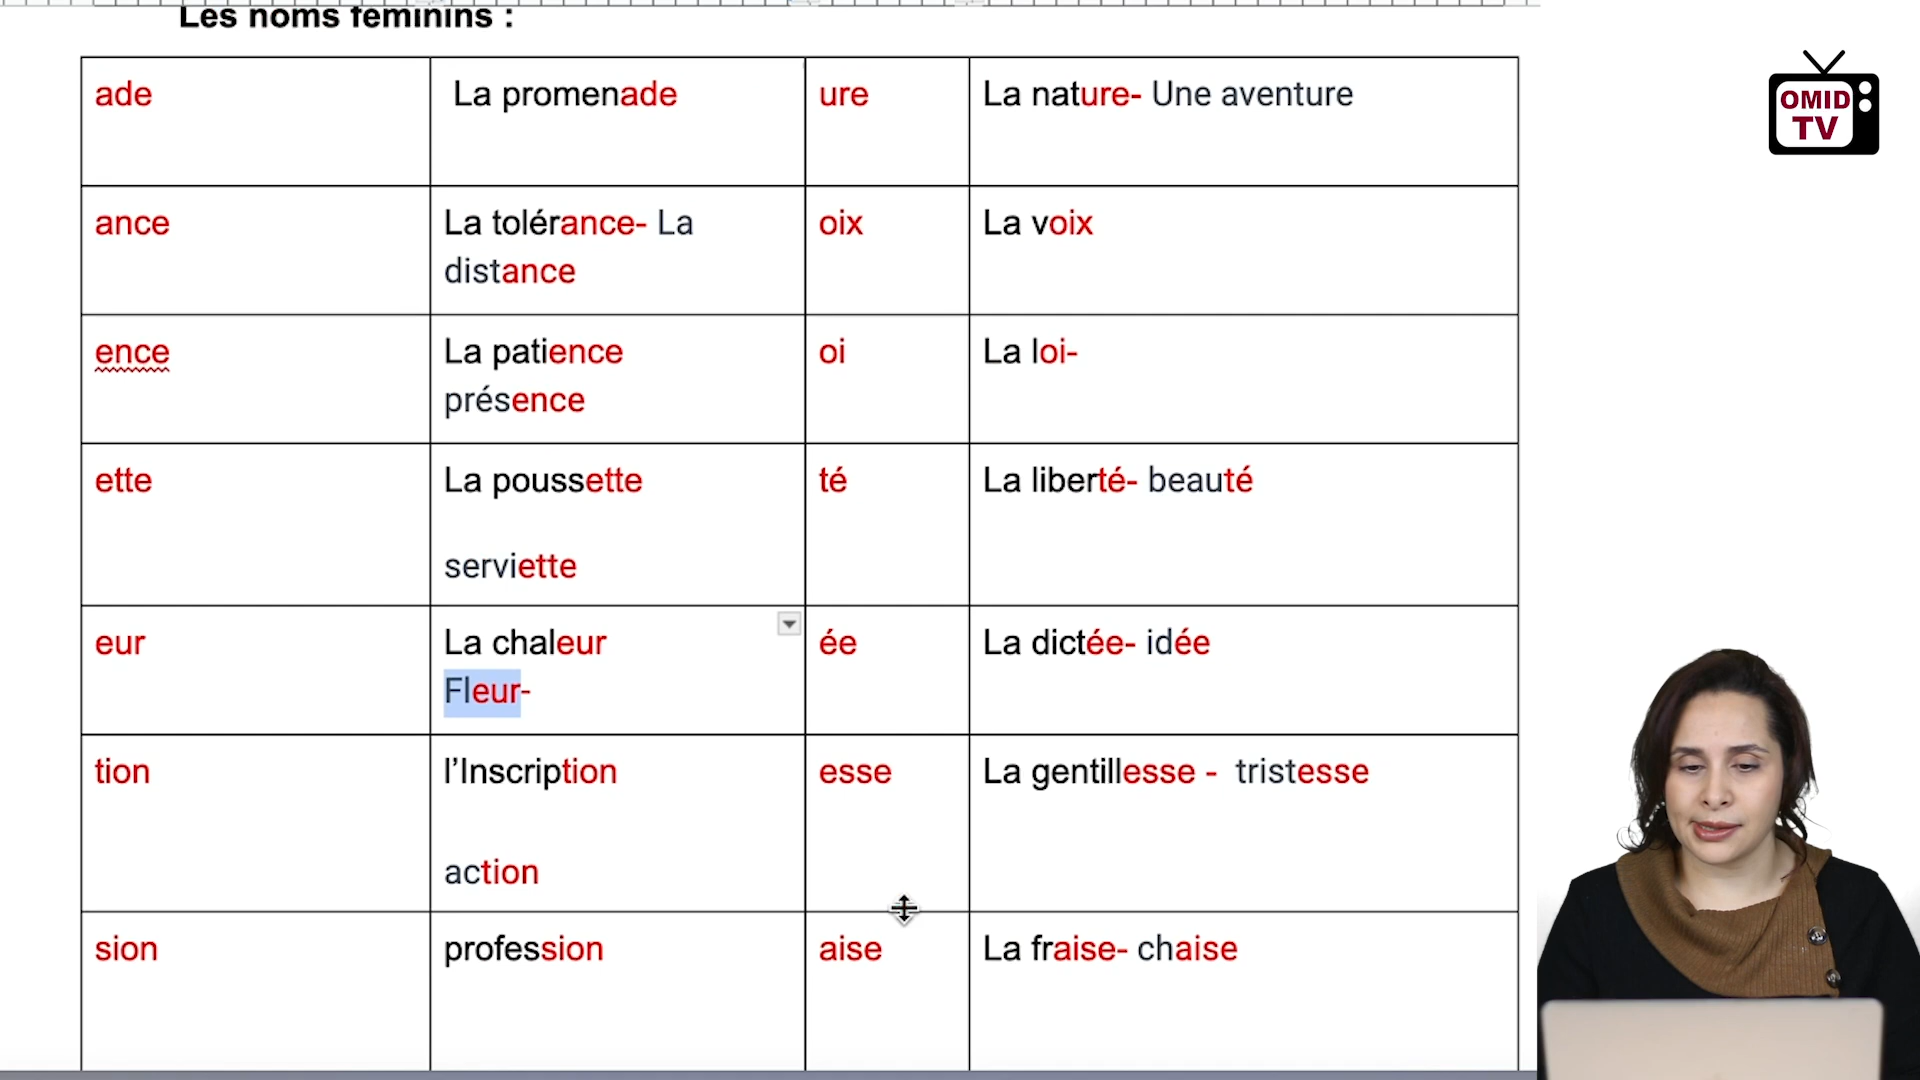 Les noms féminins :
ade
La promenade
ure
La nature- Une aventure
ance
La tolérance- La
distance
oix
La voix
ence
La patience
présence
oi
La loi-
ette
La poussette
serviette
té
La liberté- beauté
eur
La chaleur
Fleur-
ée
La dictée- idée
tion
l’Inscription
action
esse
La gentillesse - tristesse
sion
profession
aise
La fraise- chaise
OMID
TV